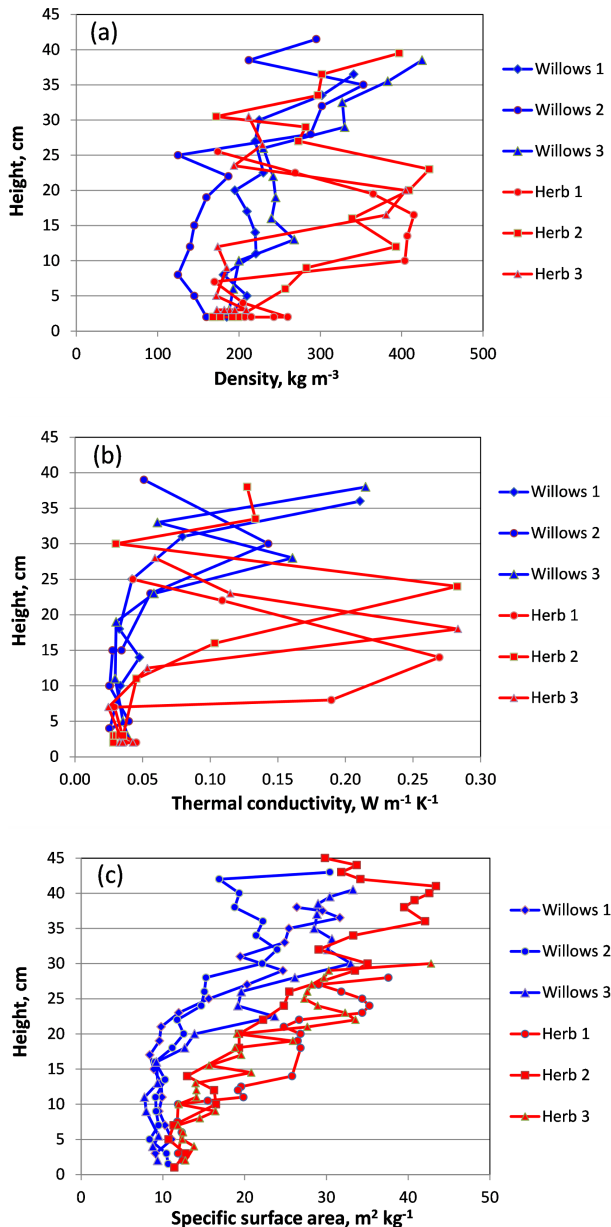 (a)
45
40
35
30
25
20
15
10
5
0
Height, cm
0 100 200 300 400 500
Density, kg m-3
Willows 1
Willows 2
Willows 3
Herb 1
Herb 2
Herb 3
(b)
45
40
35
30
25
20
15
10
5
0
Height, cm
0.00 0.05 0.10 0.15 0.20 0.25 0.30
Thermal conductivity, W m-1 K-1
Willows 1
Willows 2
Willows 3
Herb 1
Herb 2
Herb 3
(c)
45
40
35
30
25
20
15
10
5
0
Height, cm
0 10 20 30 40 50
Specific surface area, m2 kg-1
Willows 1
Willows 2
Willows 3
Herb 1
Herb 2
Herb 3